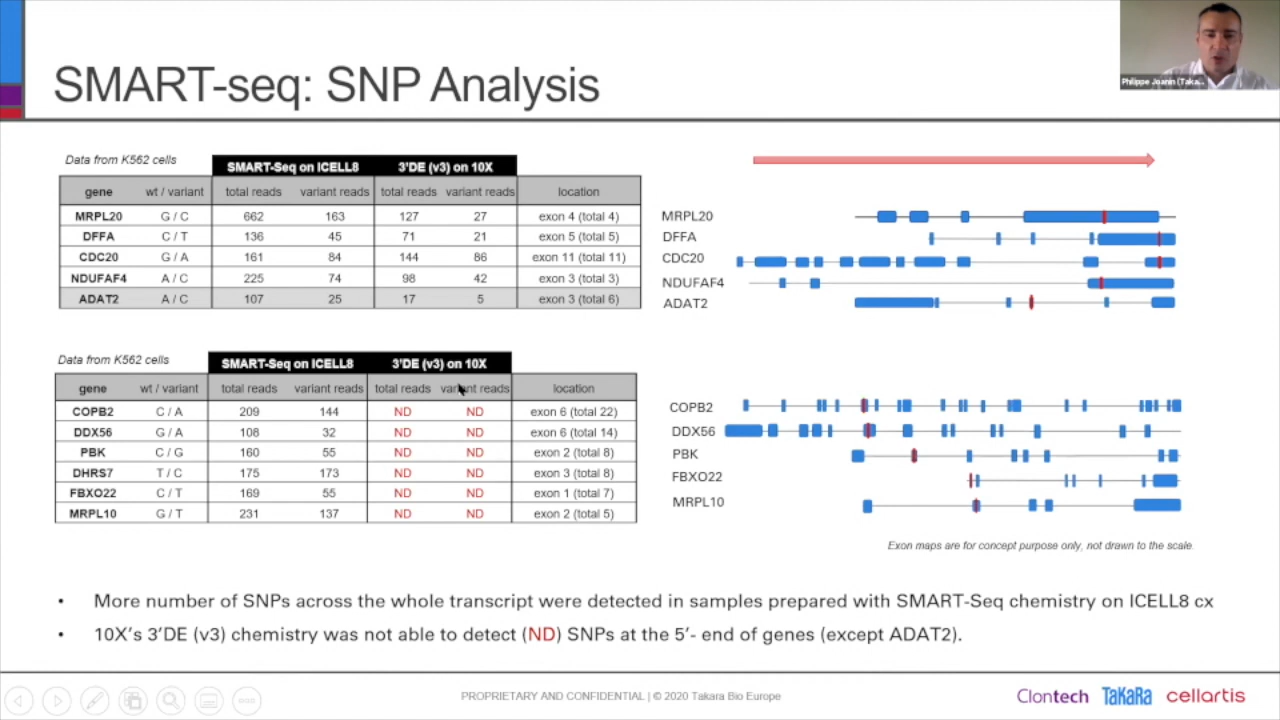 SMART-seq: SNP Analysis
Philippe Joanin (Taka...
Data from K562 cells
SMART-Seq on ICELL8 3'DE (v3) on 10X
gene wt / variant total reads variant reads total reads variant reads location
MRPL20 G / C 662 163 127 27 exon 4 (total 4)
DFFA C / T 136 45 71 21 exon 5 (total 5)
CDC20 G / A 161 84 144 86 exon 11 (total 11)
NDUFAF4 A / C 225 74 98 42 exon 3 (total 3)
ADAT2 A / C 107 25 17 5 exon 3 (total 6)
MRPL20
DFFA
CDC20
NDUFAF4
ADAT2
Data from K562 cells
SMART-Seq on ICELL8 3'DE (v3) on 10X
gene wt / variant total reads variant reads total reads variant reads location
COPB2 C / A 209 144 ND ND exon 6 (total 22)
DDX56 G / A 108 32 ND ND exon 6 (total 14)
PBK C / G 160 55 ND ND exon 2 (total 8)
DHRS7 T / C 175 173 ND ND exon 3 (total 8)
FBXO22 C / T 169 55 ND ND exon 1 (total 7)
MRPL10 G / T 231 137 ND ND exon 2 (total 5)
COPB2
DDX56
PBK
FBXO22
MRPL10
Exon maps are for concept purpose only, not drawn to the scale.
• More number of SNPs across the whole transcript were detected in samples prepared with SMART-Seq chemistry on ICELL8 cx
• 10X's 3'DE (v3) chemistry was not able to detect (ND) SNPs at the 5'- end of genes (except ADAT2).
PROPRIETARY AND CONFIDENTIAL | © 2020 Takara Bio Europe
Clontech TaKaRa cellartis